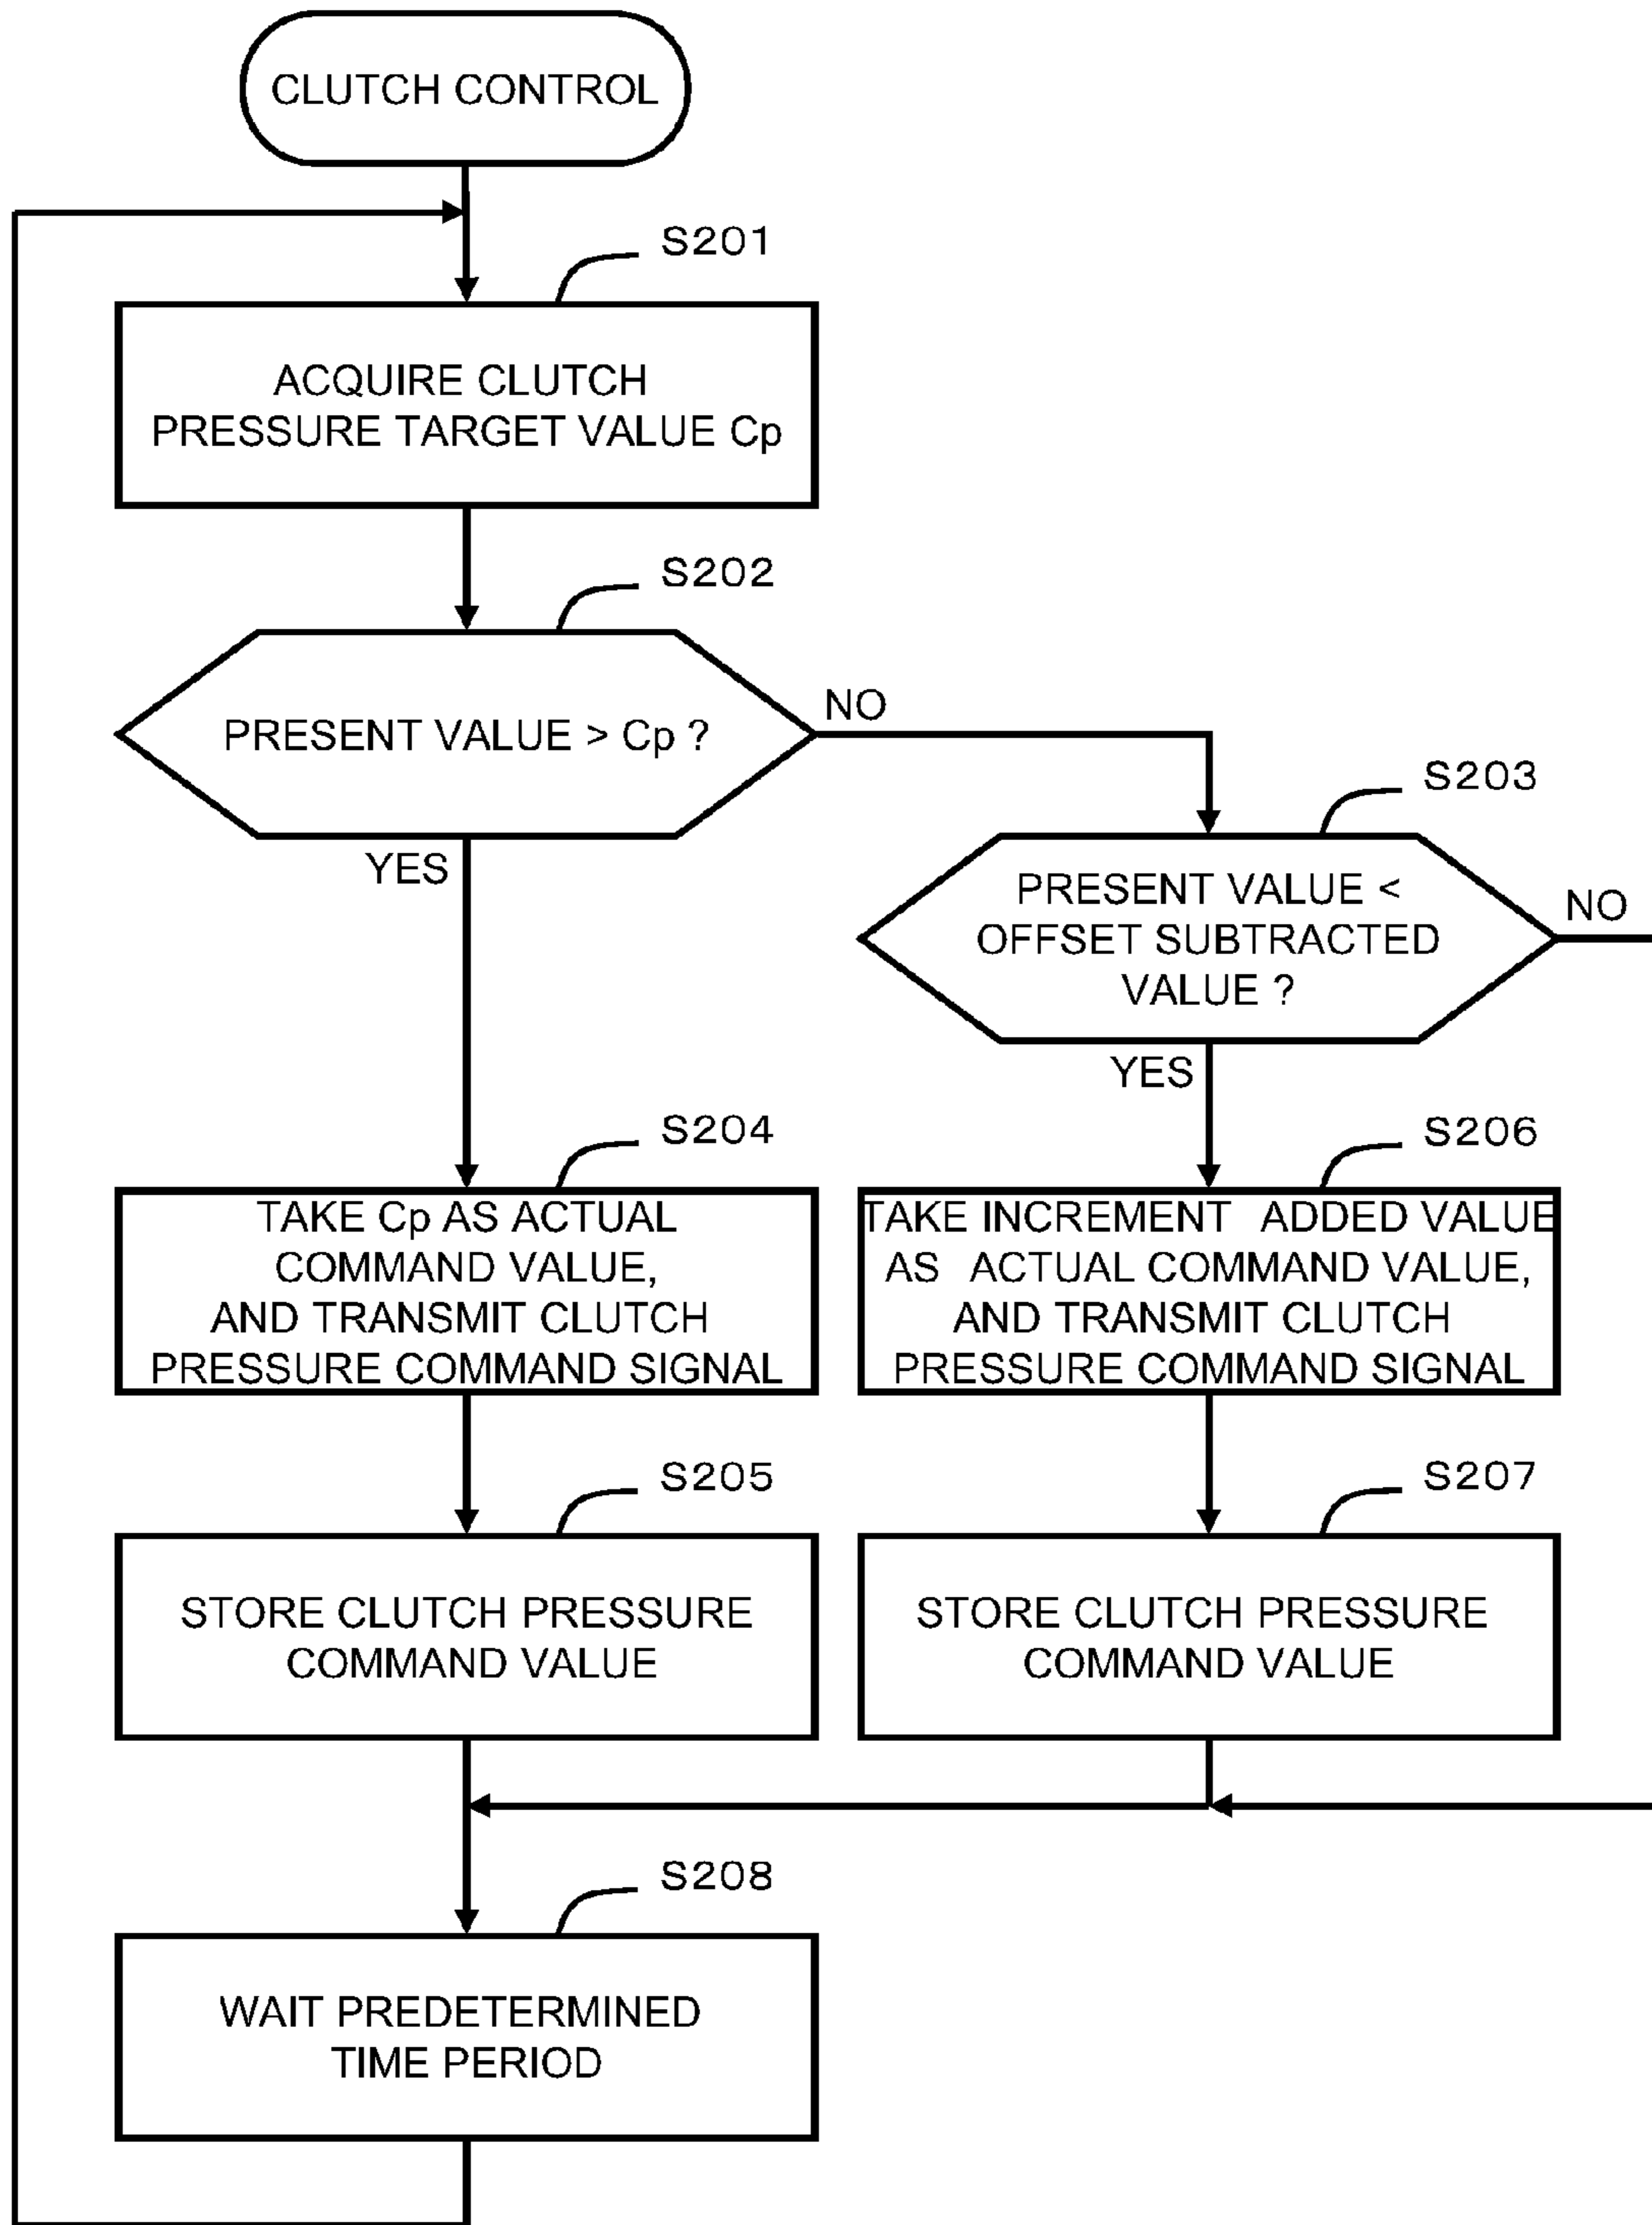 CLUTCH CONTROL
S201
ACQUIRE CLUTCH
PRESSURE TARGET VALUE Cp
S202
PRESENT VALUE > Cp ?
NO
YES
S203
PRESENT VALUE <
OFFSET SUBTRACTED
VALUE ?
NO
YES
S204
TAKE Cp AS ACTUAL
COMMAND VALUE,
AND TRANSMIT CLUTCH
PRESSURE COMMAND SIGNAL
S206
TAKE INCREMENT ADDED VALUE
AS ACTUAL COMMAND VALUE,
AND TRANSMIT CLUTCH
PRESSURE COMMAND SIGNAL
S205
STORE CLUTCH PRESSURE
COMMAND VALUE
S207
STORE CLUTCH PRESSURE
COMMAND VALUE
S208
WAIT PREDETERMINED
TIME PERIOD